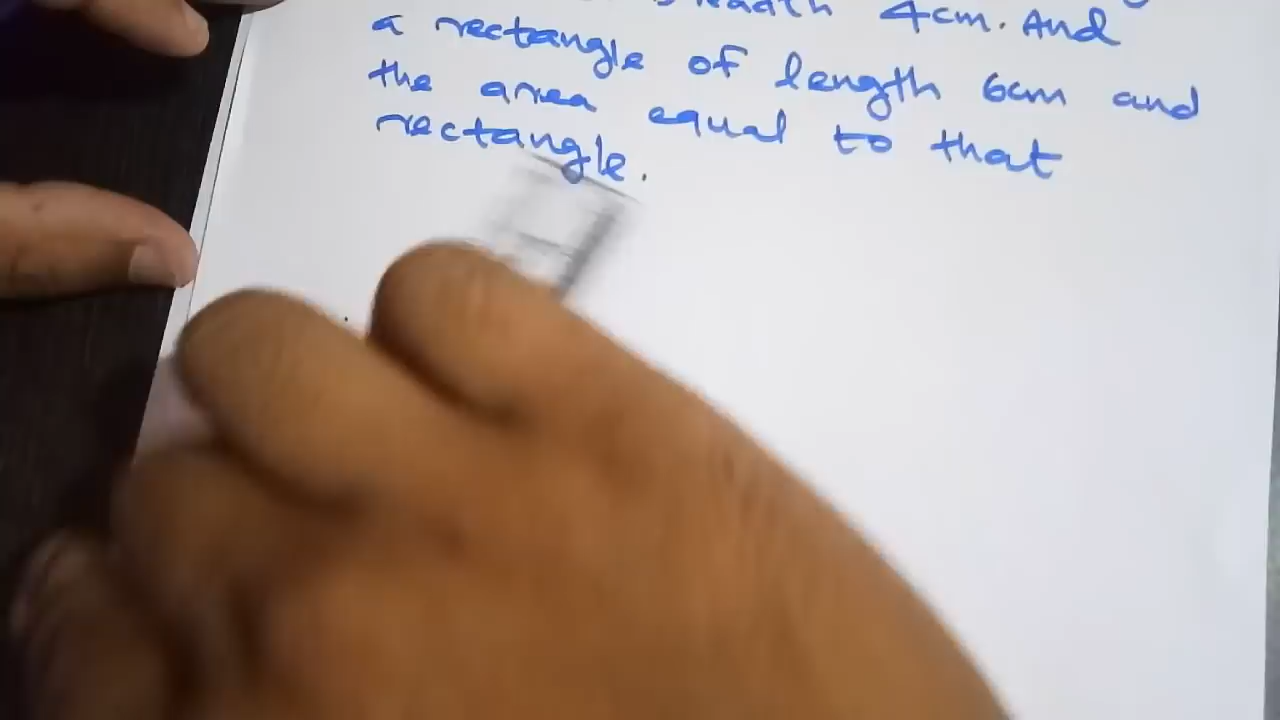 4cm. And
a rectangle of length 6cm and
the area equal to that
rectangle.